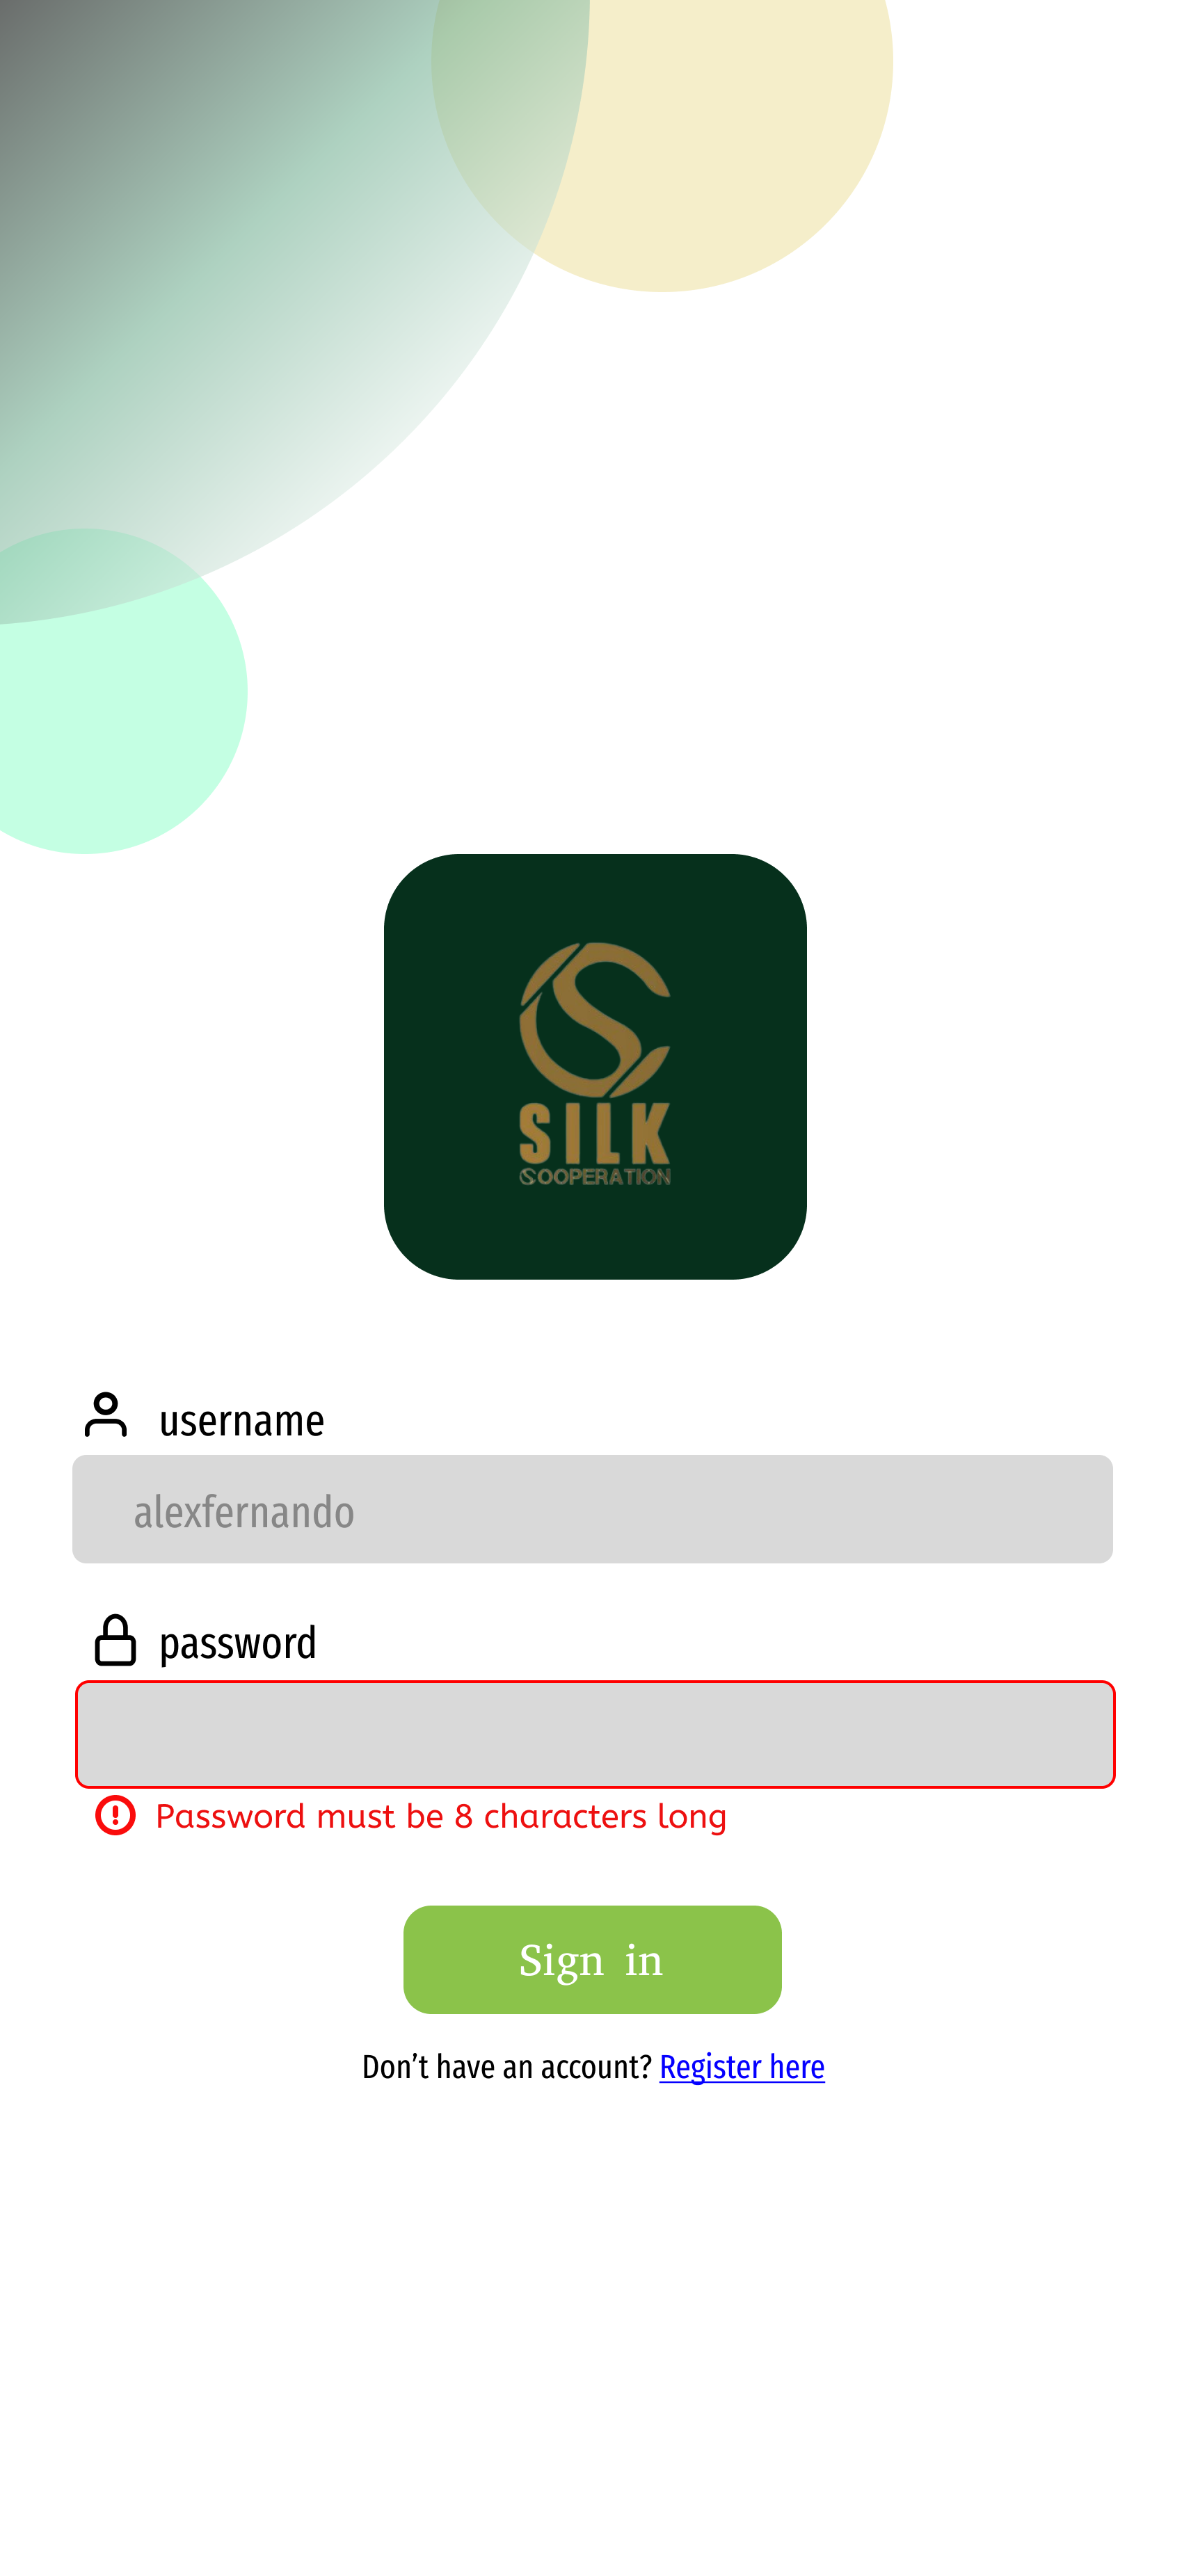 SILK
COOPERATION
username
alexfernando
password
Password must be 8 characters long
Sign in
Don’t have an account? Register here